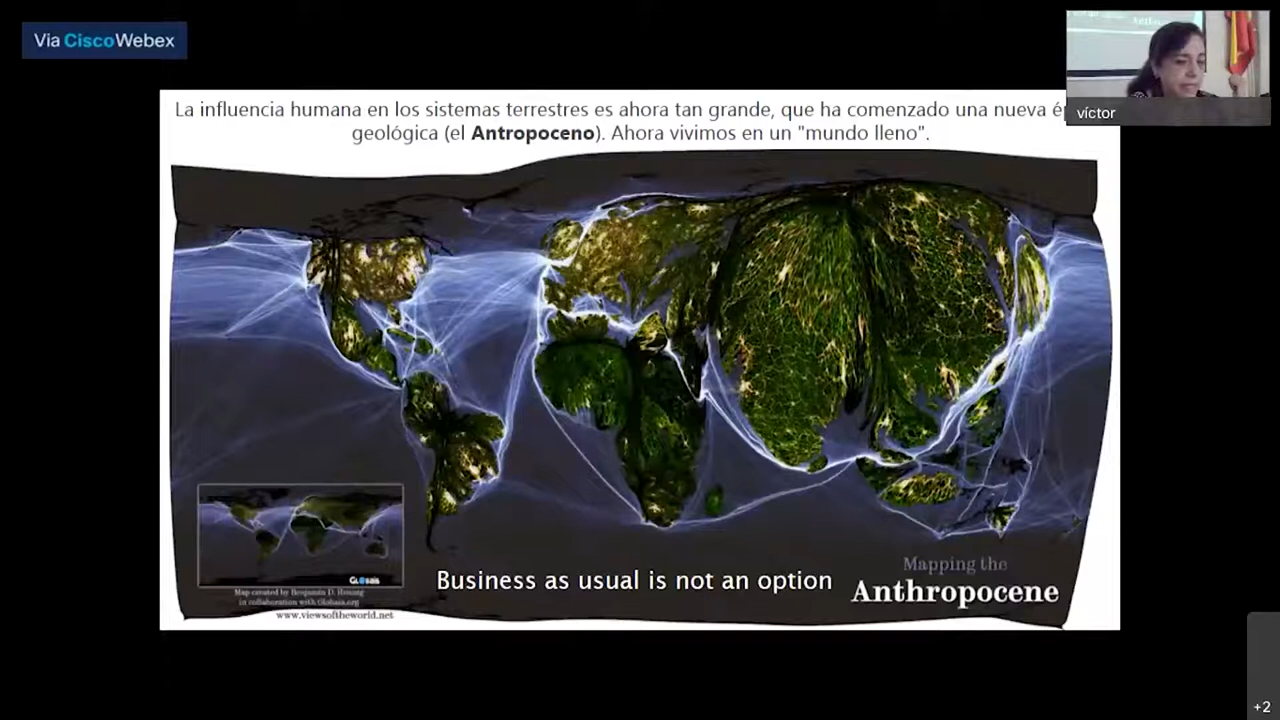 Via CiscoWebex
víctor
La influencia humana en los sistemas terrestres es ahora tan grande, que ha comenzado una nueva
geológica (el Antropoceno). Ahora vivimos en un "mundo lleno".
Business as usual is not an option
Mapping the
Anthropocene
Map created by Benjamin D. Hennig
in collaboration with Globaia.org
www.viewsoftheworld.net
+2